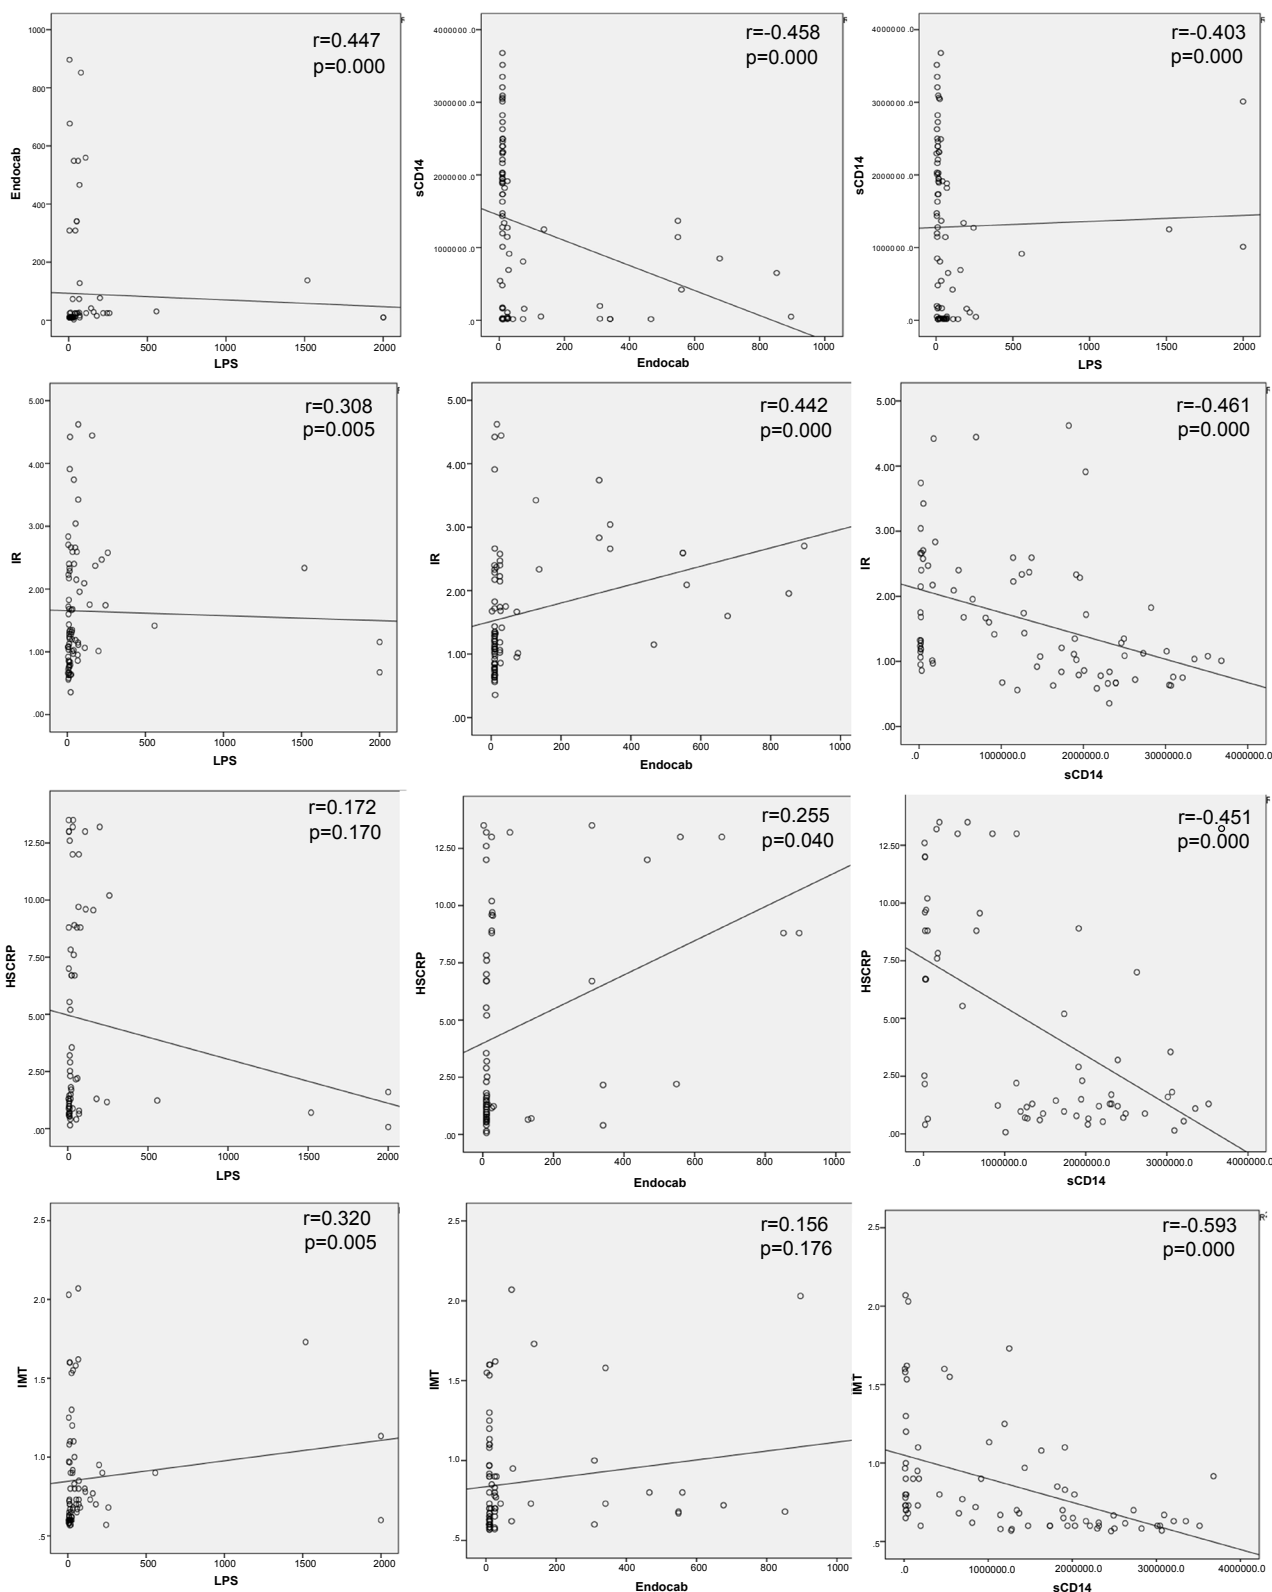 r=0.447
p=0.000
1000
800
600
400
200
0
Endocab
0
500
1000
1500
2000
LPS
r=-0.458
p=0.000
4000000.0
3000000.0
2000000.0
1000000.0
.0
sCD14
0
200
400
600
800
1000
Endocab
r=-0.403
p=0.000
4000000.0
3000000.0
2000000.0
1000000.0
.0
sCD14
0
500
1000
1500
2000
LPS
r=0.308
p=0.005
5.00
4.00
3.00
2.00
1.00
.00
IR
0
500
1000
1500
2000
LPS
r=0.442
p=0.000
5.00
4.00
3.00
2.00
1.00
.00
IR
0
200
400
600
800
1000
Endocab
r=-0.461
p=0.000
5.00
4.00
3.00
2.00
1.00
.00
IR
.0
1000000.0
2000000.0
3000000.0
4000000.0
sCD14
r=0.172
p=0.170
12.50
10.00
7.50
5.00
2.50
.00
HSCRP
0
500
1000
1500
2000
LPS
r=0.255
p=0.040
12.50
10.00
7.50
5.00
2.50
.00
HSCRP
0
200
400
600
800
1000
Endocab
r=-0.451
p=0.000
12.50
10.00
7.50
5.00
2.50
.00
HSCRP
.0
1000000.0
2000000.0
3000000.0
4000000.0
sCD14
r=0.320
p=0.005
2.5
2.0
1.5
1.0
.5
IMT
0
500
1000
1500
2000
LPS
r=0.156
p=0.176
2.5
2.0
1.5
1.0
.5
IMT
0
200
400
600
800
1000
Endocab
r=-0.593
p=0.000
2.5
2.0
1.5
1.0
.5
IMT
.0
1000000.0
2000000.0
3000000.0
4000000.0
sCD14